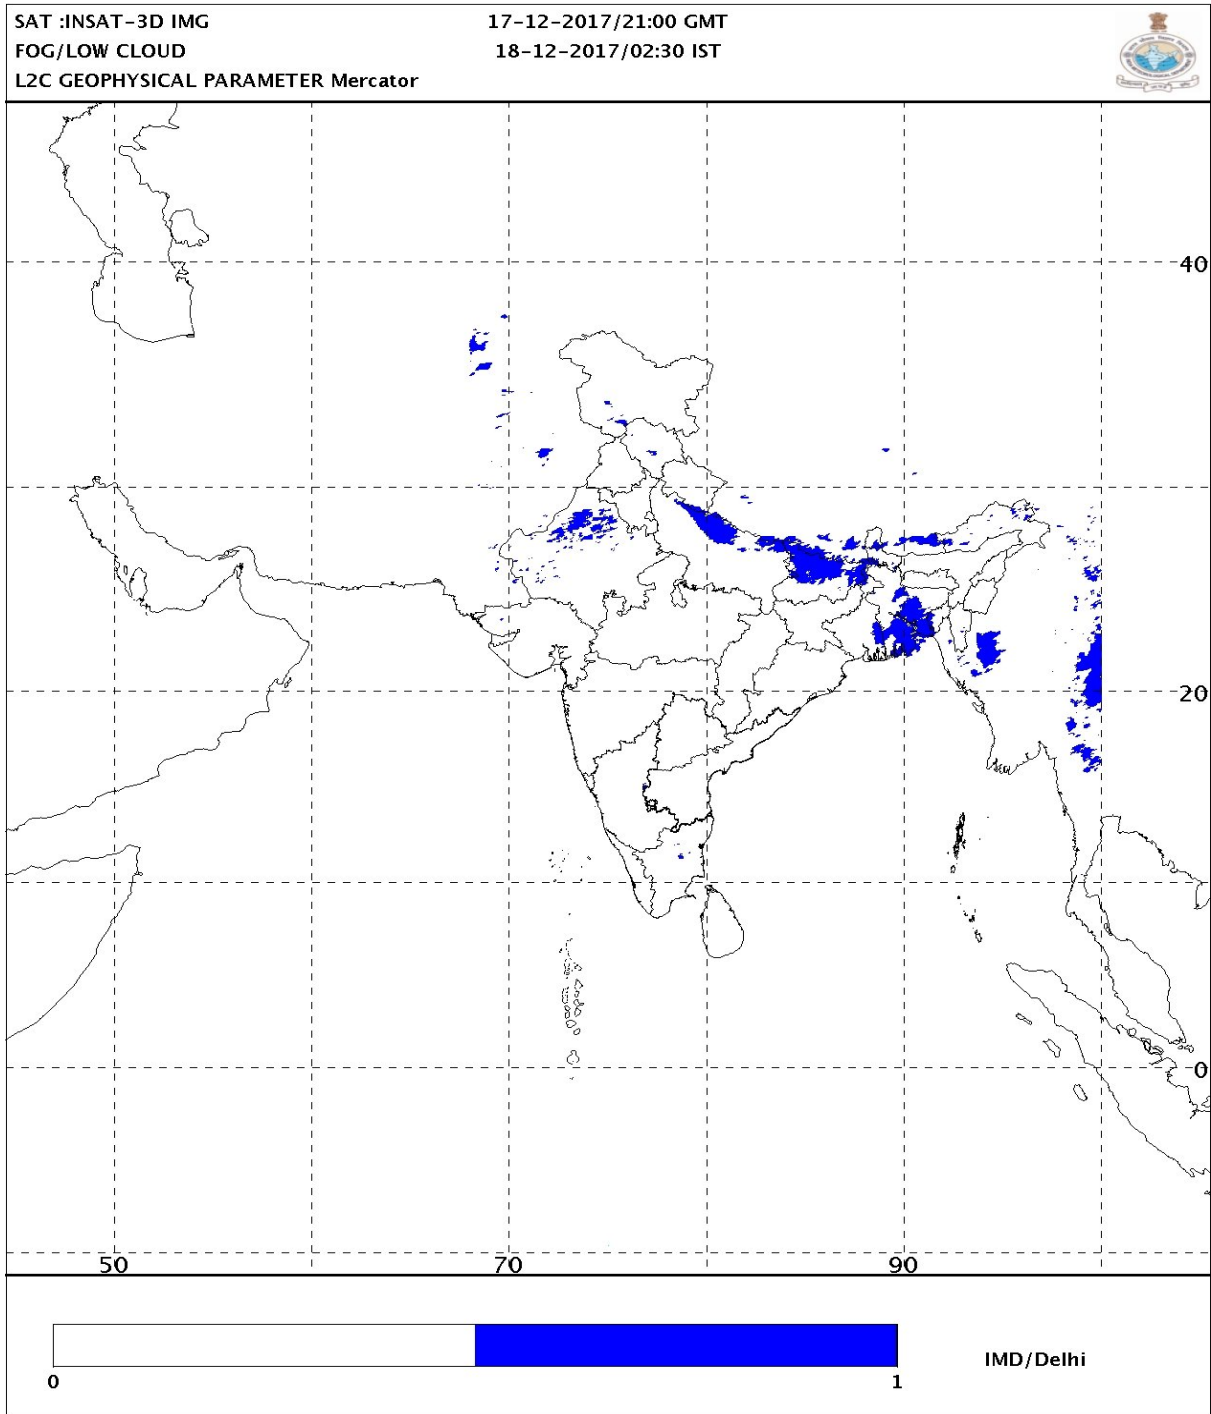 SAT :INSAT-3D IMG 17-12-2017/21:00 GMT
FOG/LOW CLOUD 18-12-2017/02:30 IST
L2C GEOPHYSICAL PARAMETER Mercator
40
20
0
50 70 90
IMD/Delhi
0 1